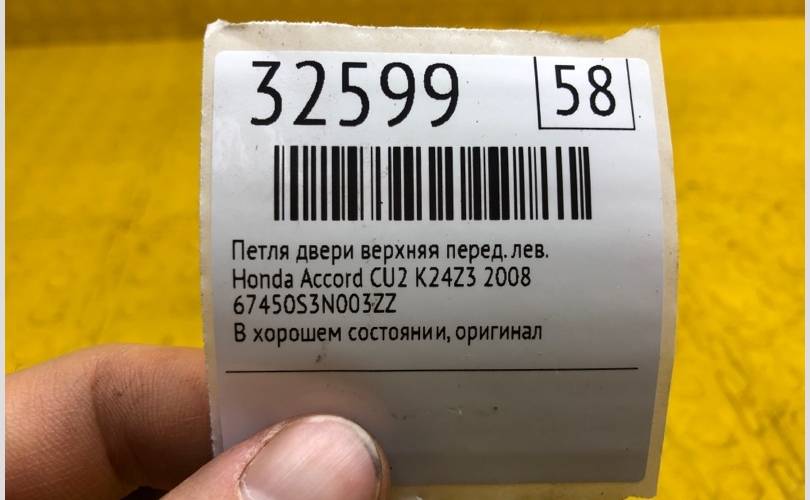 32599
58
Петля двери верхняя перед. лев.
Honda Accord CU2 K24Z3 2008
67450S3N003ZZ
В хорошем состоянии, оригинал